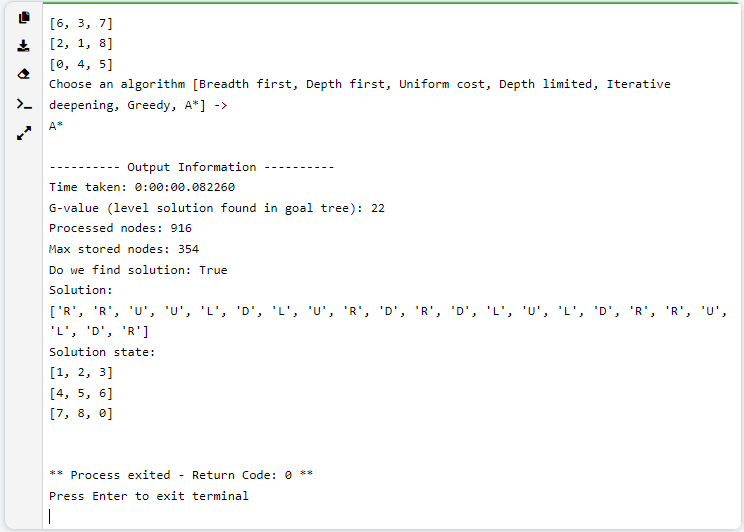 [6, 3, 7]
[2, 1, 8]
[0, 4, 5]
Choose an algorithm [Breadth first, Depth first, Uniform cost, Depth limited, Iterative
deepening, Greedy, A*] ->
A*
---------- Output Information ----------
Time taken: 0:00:00.082260
G-value (level solution found in goal tree): 22
Processed nodes: 916
Max stored nodes: 354
Do we find solution: True
Solution:
['R', 'R', 'U', 'U', 'L', 'D', 'L', 'U', 'R', 'D', 'R', 'D', 'L', 'U', 'L', 'D', 'R', 'R', 'U',
'L', 'D', 'R']
Solution state:
[1, 2, 3]
[4, 5, 6]
[7, 8, 0]
** Process exited - Return Code: 0 **
Press Enter to exit terminal